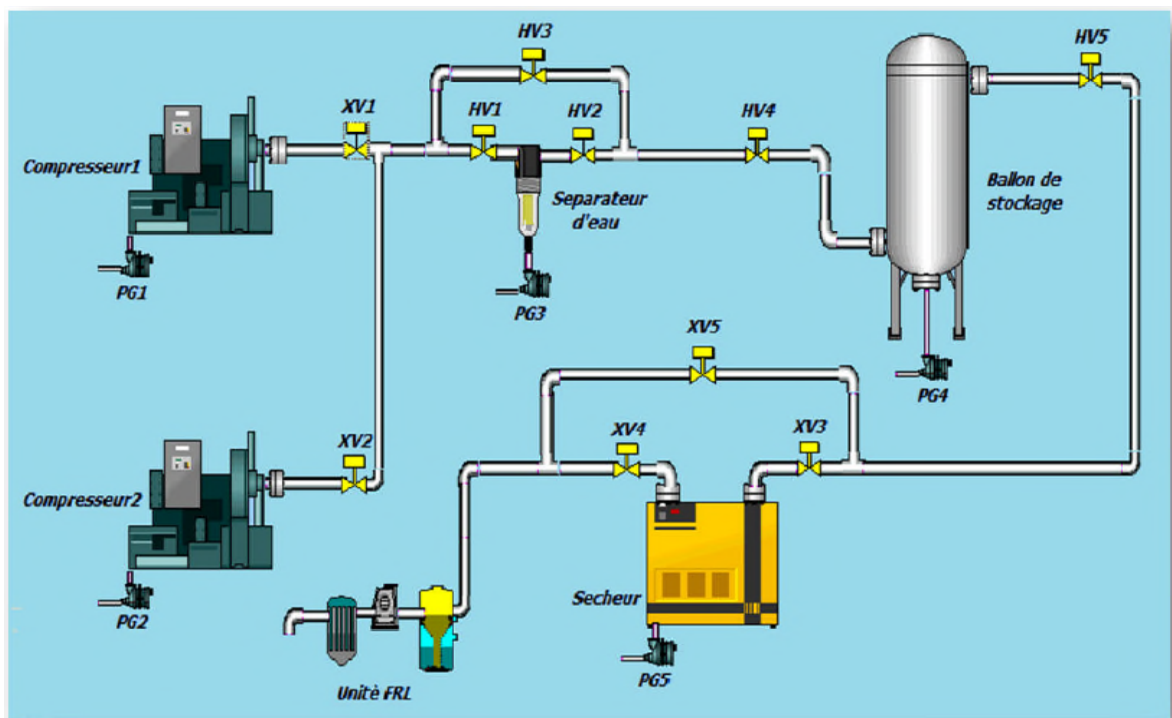 HV3
HV5
XV1
HV1
HV2
HV4
Compresseur1
Separateur
d'eau
Ballon de
stockage
PG1
PG3
XV5
PG4
XV2
XV4
XV3
Compresseur2
Secheur
PG2
Unitè FRL
PG5